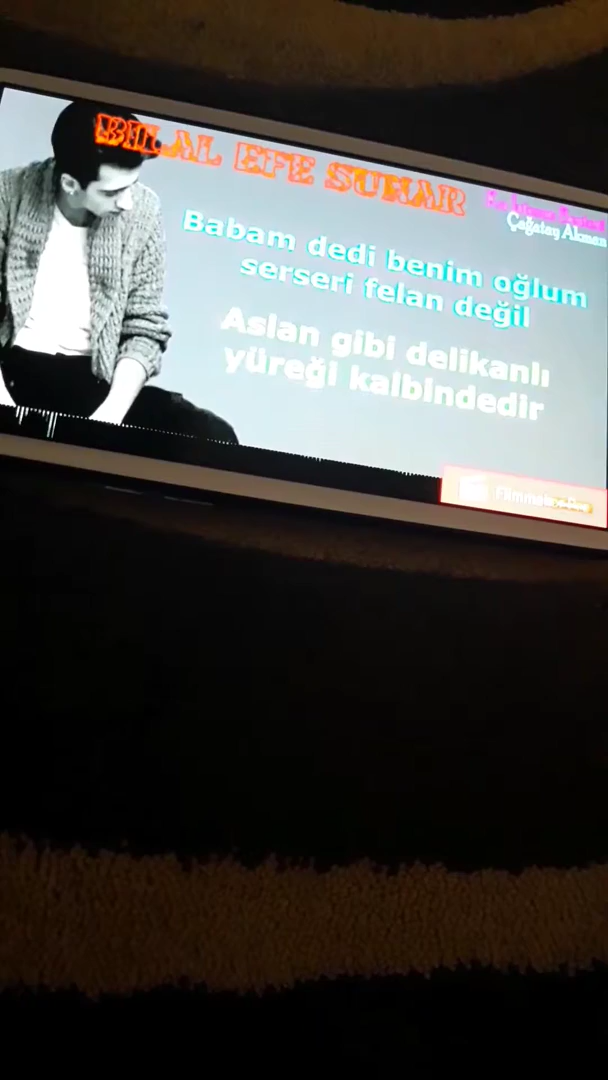 BILAL EFE SUNAR
Çağatay Akman
Babam dedi benim oğlum
serseri felan değil
Aslan gibi delikanlı
yüreği kalbindedir